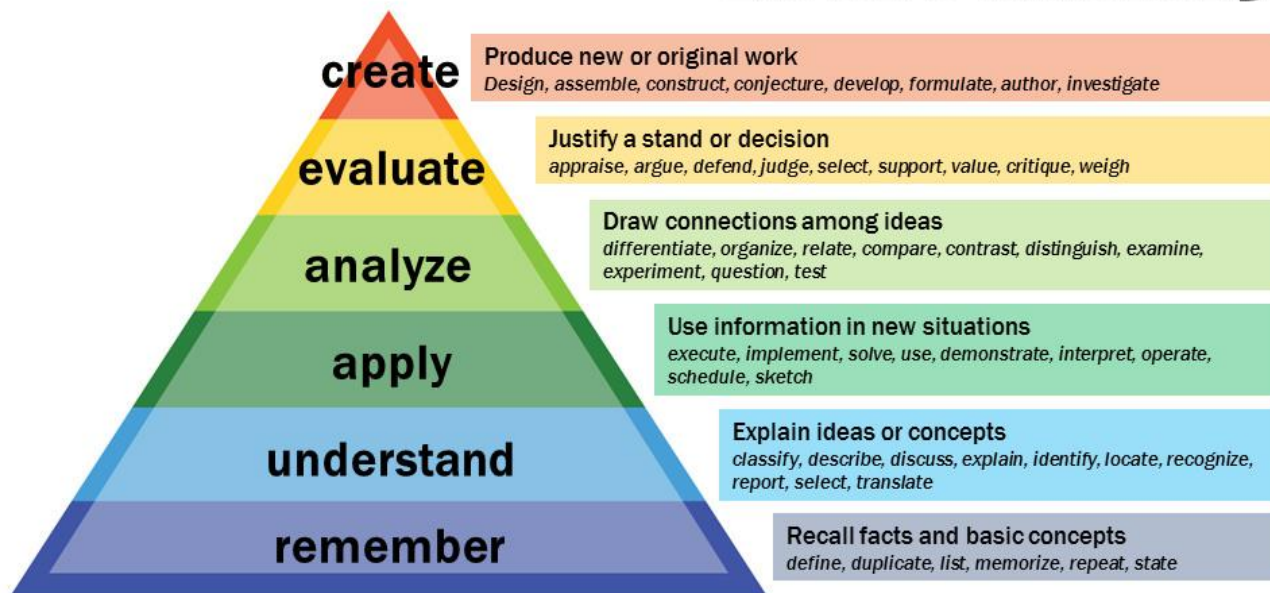 create
Produce new or original work
Design, assemble, construct, conjecture, develop, formulate, author, investigate
evaluate
Justify a stand or decision
appraise, argue, defend, judge, select, support, value, critique, weigh
analyze
Draw connections among ideas
differentiate, organize, relate, compare, contrast, distinguish, examine,
experiment, question, test
apply
Use information in new situations
execute, implement, solve, use, demonstrate, interpret, operate,
schedule, sketch
understand
Explain ideas or concepts
classify, describe, discuss, explain, identify, locate, recognize,
report, select, translate
remember
Recall facts and basic concepts
define, duplicate, list, memorize, repeat, state